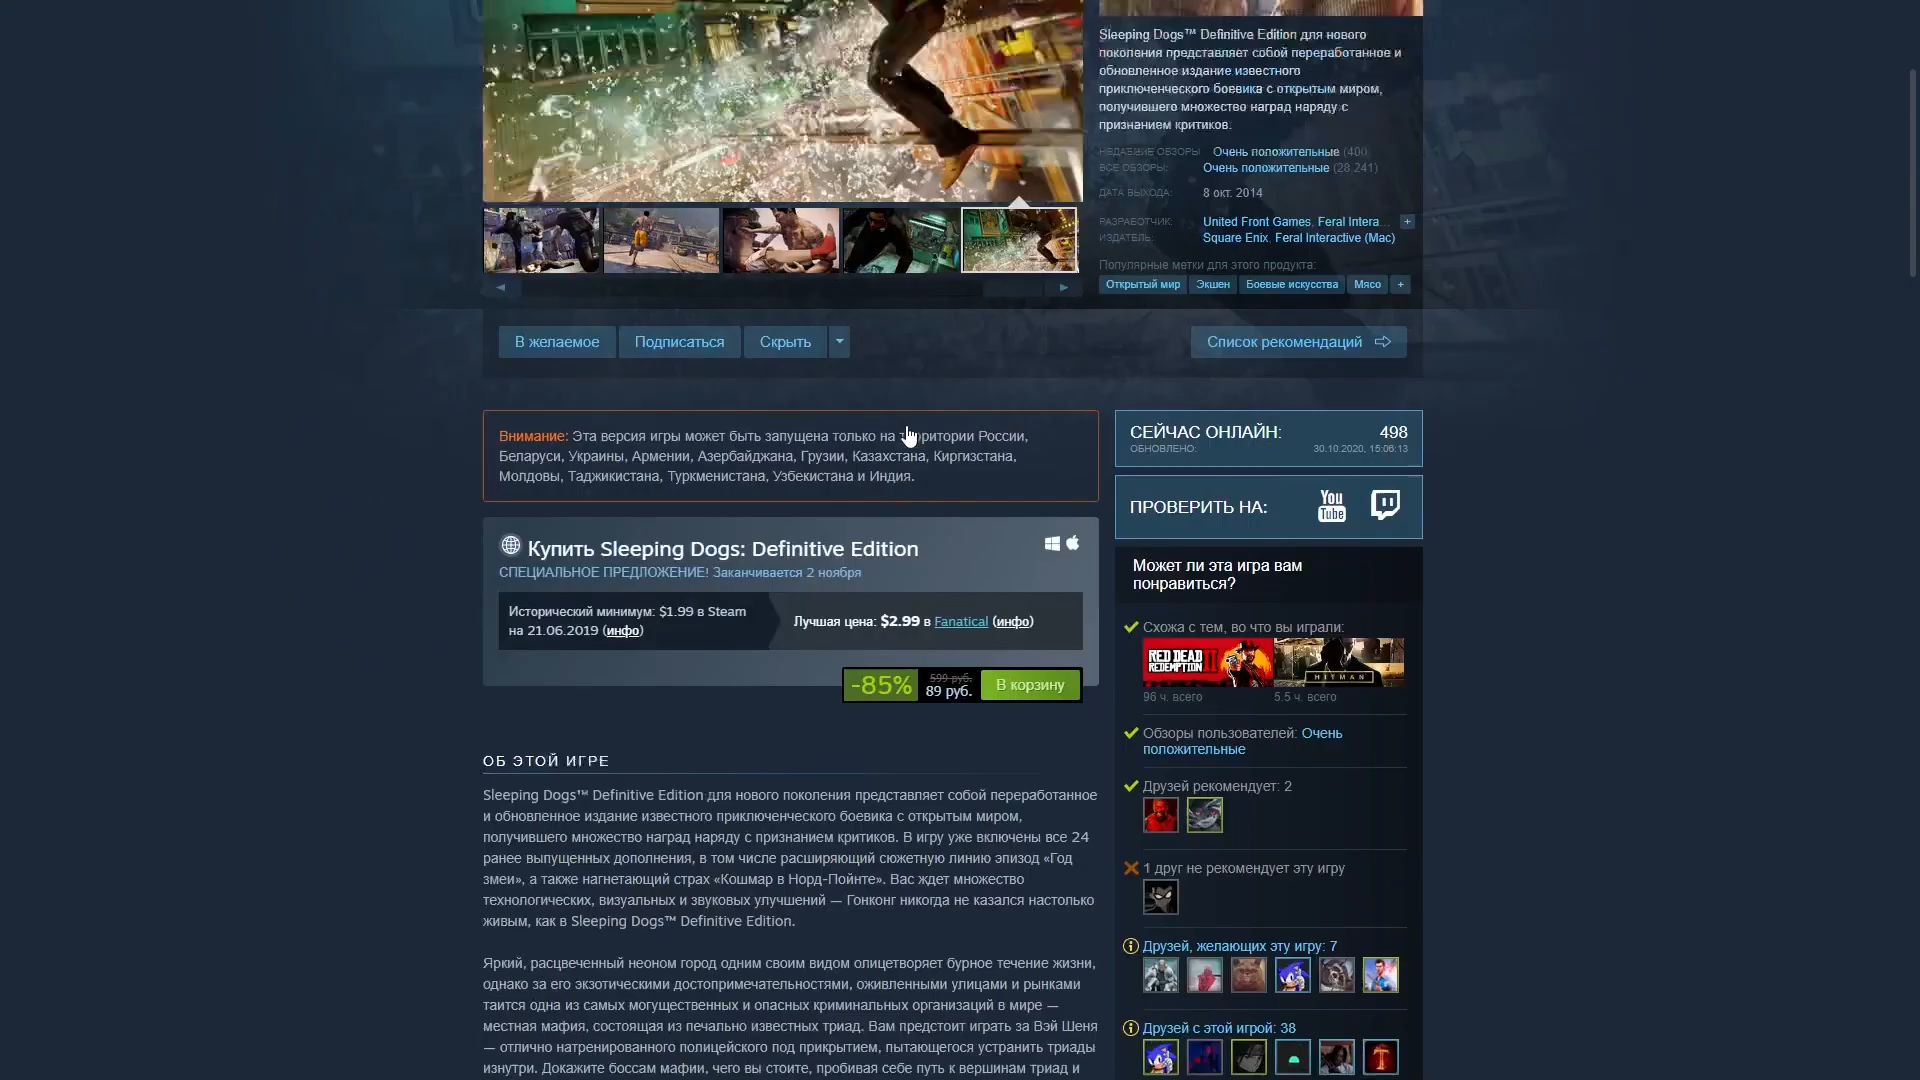 Sleeping Dogs™ Definitive Edition для нового
поколения представляет собой переработанное и
обновленное издание известного
приключенческого боевика с открытым миром,
получившего множество наград наряду с
признанием критиков.
НЕДАВНИЕ ОБЗОРЫ: Очень положительные (400)
ВСЕ ОБЗОРЫ: Очень положительные (28,241)
ДАТА ВЫХОДА: 8 окт. 2014
РАЗРАБОТЧИК: United Front Games, Feral Intera... +
ИЗДАТЕЛЬ: Square Enix, Feral Interactive (Mac)
Популярные метки для этого продукта:
Открытый мир Экшен Боевые искусства Мясо +
В желаемое Подписаться Скрыть
Список рекомендаций
Внимание: Эта версия игры может быть запущена только на территории России,
Беларуси, Украины, Армении, Азербайджана, Грузии, Казахстана, Киргизстана,
Молдовы, Таджикистана, Туркменистана, Узбекистана и Индия.
Купить Sleeping Dogs: Definitive Edition
СПЕЦИАЛЬНОЕ ПРЕДЛОЖЕНИЕ! Заканчивается 2 ноября
Исторический минимум: $1.99 в Steam
на 21.06.2019 (инфо)
Лучшая цена: $2.99 в Fanatical (инфо)
-85%
599 руб.
89 руб.
В корзину
ОБ ЭТОЙ ИГРЕ
Sleeping Dogs™ Definitive Edition для нового поколения представляет собой переработанное
и обновленное издание известного приключенческого боевика с открытым миром,
получившего множество наград наряду с признанием критиков. В игру уже включены все 24
ранее выпущенных дополнения, в том числе расширяющий сюжетную линию эпизод «Год
змеи», а также нагнетающий страх «Кошмар в Норд-Пойнте». Вас ждет множество
технологических, визуальных и звуковых улучшений — Гонконг никогда не казался настолько
живым, как в Sleeping Dogs™ Definitive Edition.
Яркий, расцвеченный неоном город одним своим видом олицетворяет бурное течение жизни,
однако за его экзотическими достопримечательностями, оживленными улицами и рынками
таится одна из самых могущественных и опасных криминальных организаций в мире —
местная мафия, состоящая из печально известных триад. Вам предстоит играть за Вэй Шеня
— отлично натренированного полицейского под прикрытием, пытающегося устранить триады
изнутри. Докажите боссам мафии, чего вы стоите, пробивая себе путь к вершинам триад и
СЕЙЧАС ОНЛАЙН: 498
ОБНОВЛЕНО: 30.10.2020, 15:06:13
ПРОВЕРИТЬ НА: You Tube
Может ли эта игра вам
понравиться?
Схожа с тем, во что вы играли:
RED DEAD
REDEMPTION II
HITMAN
96 ч. всего 5.5 ч. всего
Обзоры пользователей: Очень
положительные
Друзей рекомендует: 2
1 друг не рекомендует эту игру
Друзей, желающих эту игру: 7
Друзей с этой игрой: 38